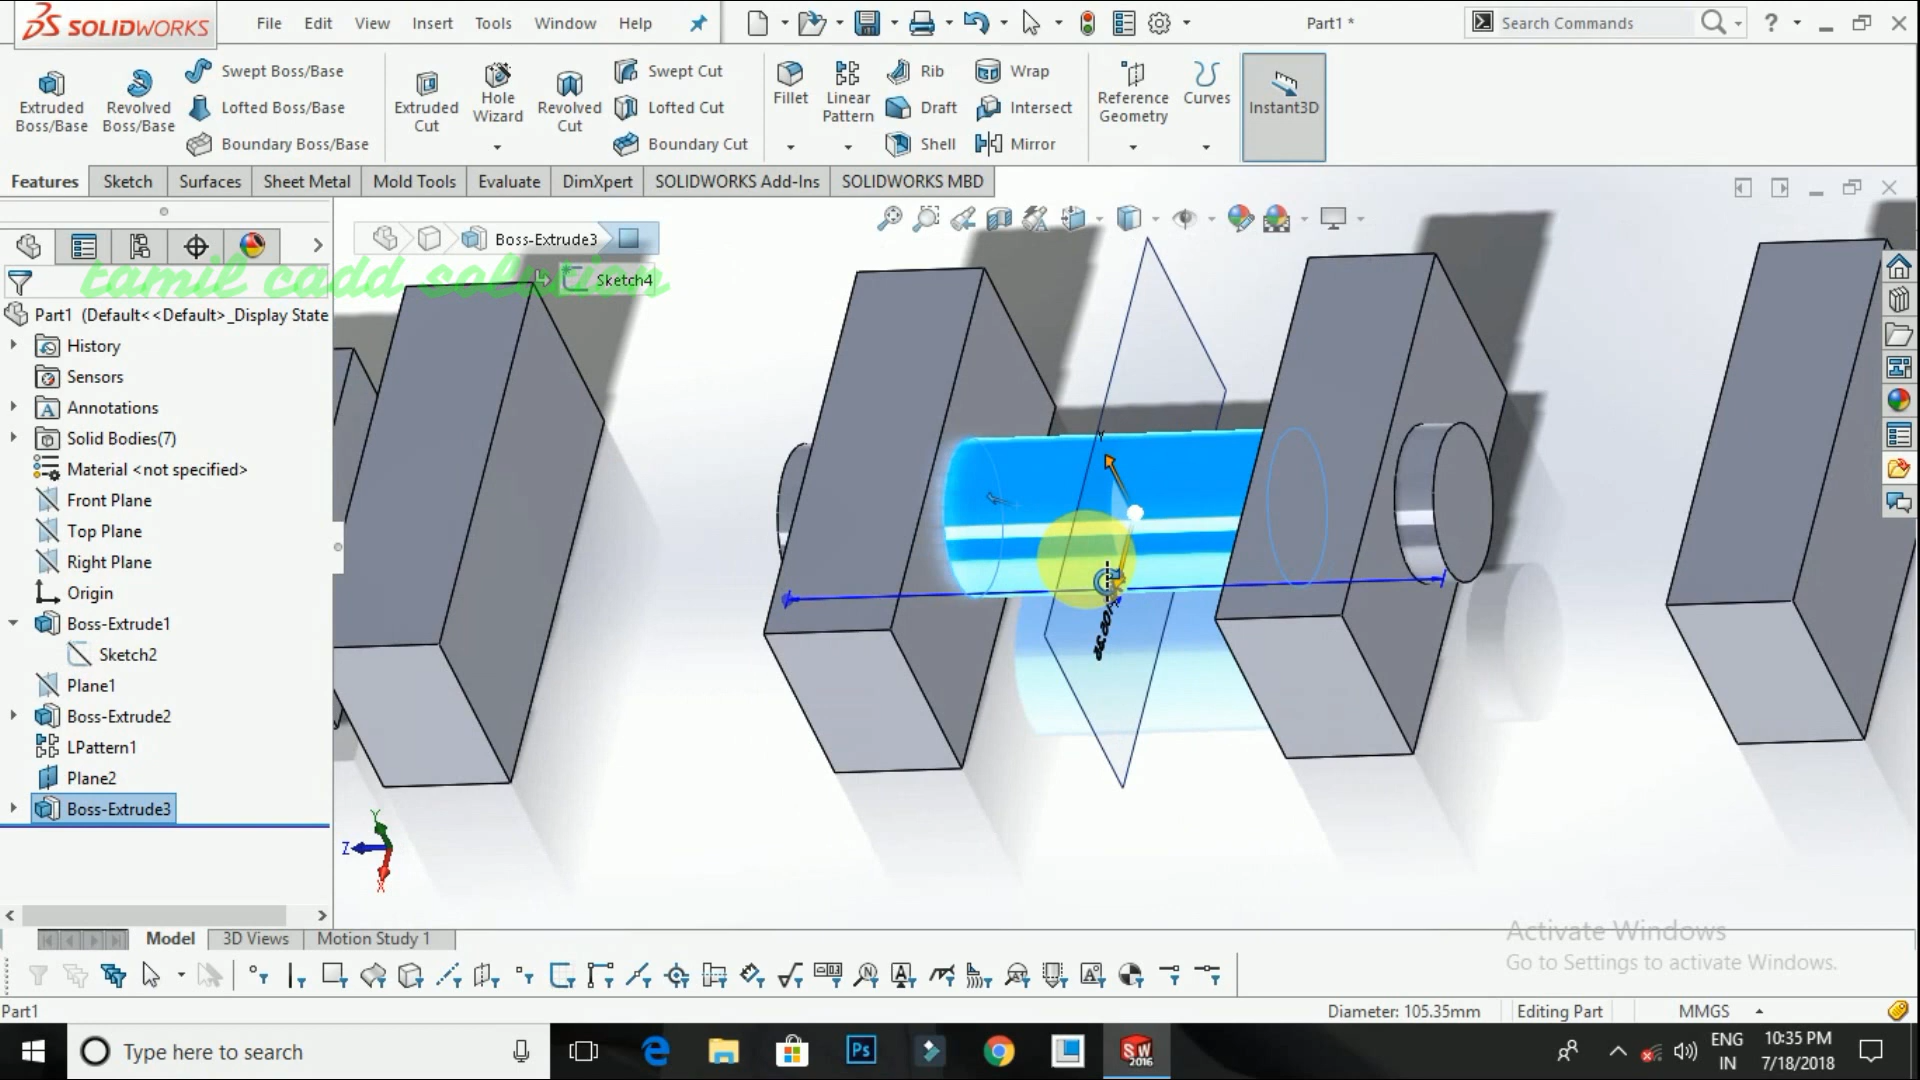 SOLIDWORKS
File Edit View Insert Tools Window Help
Part1 *
Search Commands
Extruded Boss/Base
Revolved Boss/Base
Swept Boss/Base
Lofted Boss/Base
Boundary Boss/Base
Extruded Cut
Hole Wizard
Revolved Cut
Swept Cut
Lofted Cut
Boundary Cut
Fillet
Linear Pattern
Rib
Draft
Shell
Wrap
Intersect
Mirror
Reference Geometry
Curves
Instant3D
Features Sketch Surfaces Sheet Metal Mold Tools Evaluate DimXpert SOLIDWORKS Add-Ins SOLIDWORKS MBD
Boss-Extrude3
Sketch4
tamil cadd solution
Part1 (Default<<Default>_Display State
History
Sensors
Annotations
Solid Bodies(7)
Material <not specified>
Front Plane
Top Plane
Right Plane
Origin
Boss-Extrude1
Sketch2
Plane1
Boss-Extrude2
LPattern1
Plane2
Boss-Extrude3
Y
Z
X
Y
Model 3D Views Motion Study 1
Activate Windows
Go to Settings to activate Windows.
Part1
Diameter: 105.35mm Editing Part MMGS
Type here to search
Ps
SW
2016
ENG
IN
10:35 PM
7/18/2018